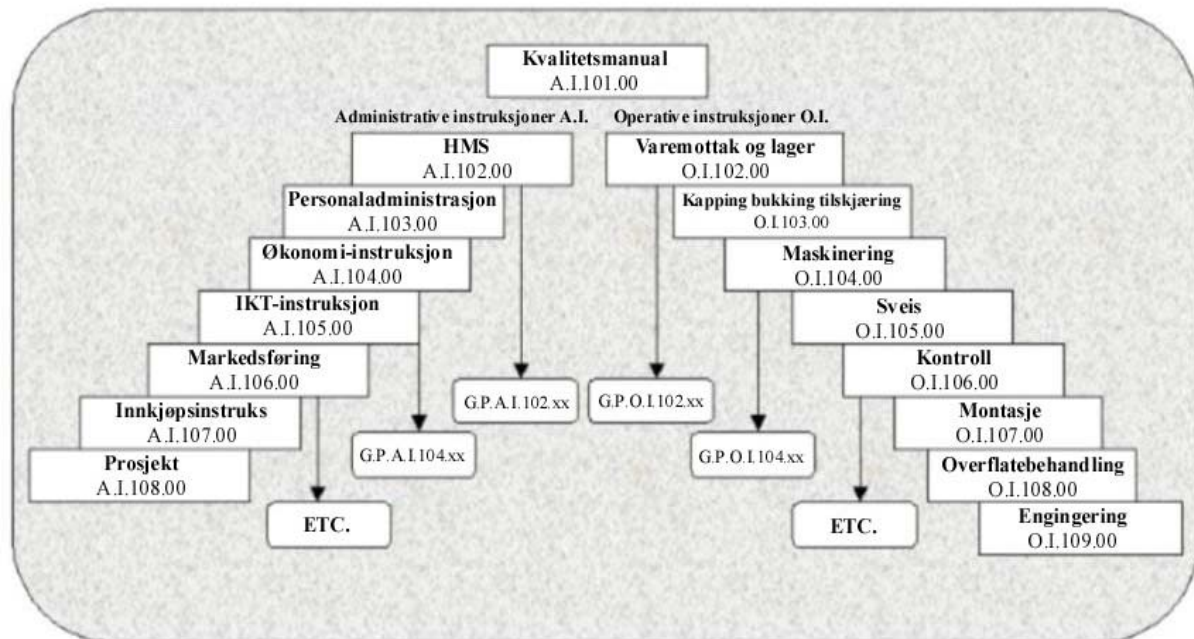 Kvalitetsmanual
A.I.101.00
Administrative instruksjoner A.I.
Operative instruksjoner O.I.
HMS
A.I.102.00
Personaladministrasjon
A.I.103.00
Økonomi-instruksjon
A.I.104.00
IKT-instruksjon
A.I.105.00
Markedsføring
A.I.106.00
Innkjøpsinstruks
A.I.107.00
Prosjekt
A.I.108.00
G.P.A.I.102.xx
G.P.A.I.104.xx
ETC.
Varemottak og lager
O.I.102.00
Kapping bukking tilskjæring
O.I.103.00
Maskinering
O.I.104.00
Sveis
O.I.105.00
Kontroll
O.I.106.00
Montasje
O.I.107.00
Overflatebehandling
O.I.108.00
Engingering
O.I.109.00
G.P.O.I.102.xx
G.P.O.I.104.xx
ETC.